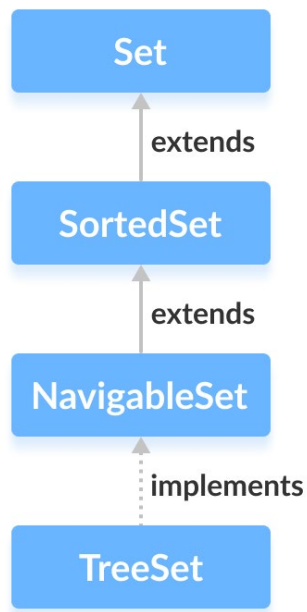 Set
extends
SortedSet
extends
NavigableSet
implements
TreeSet